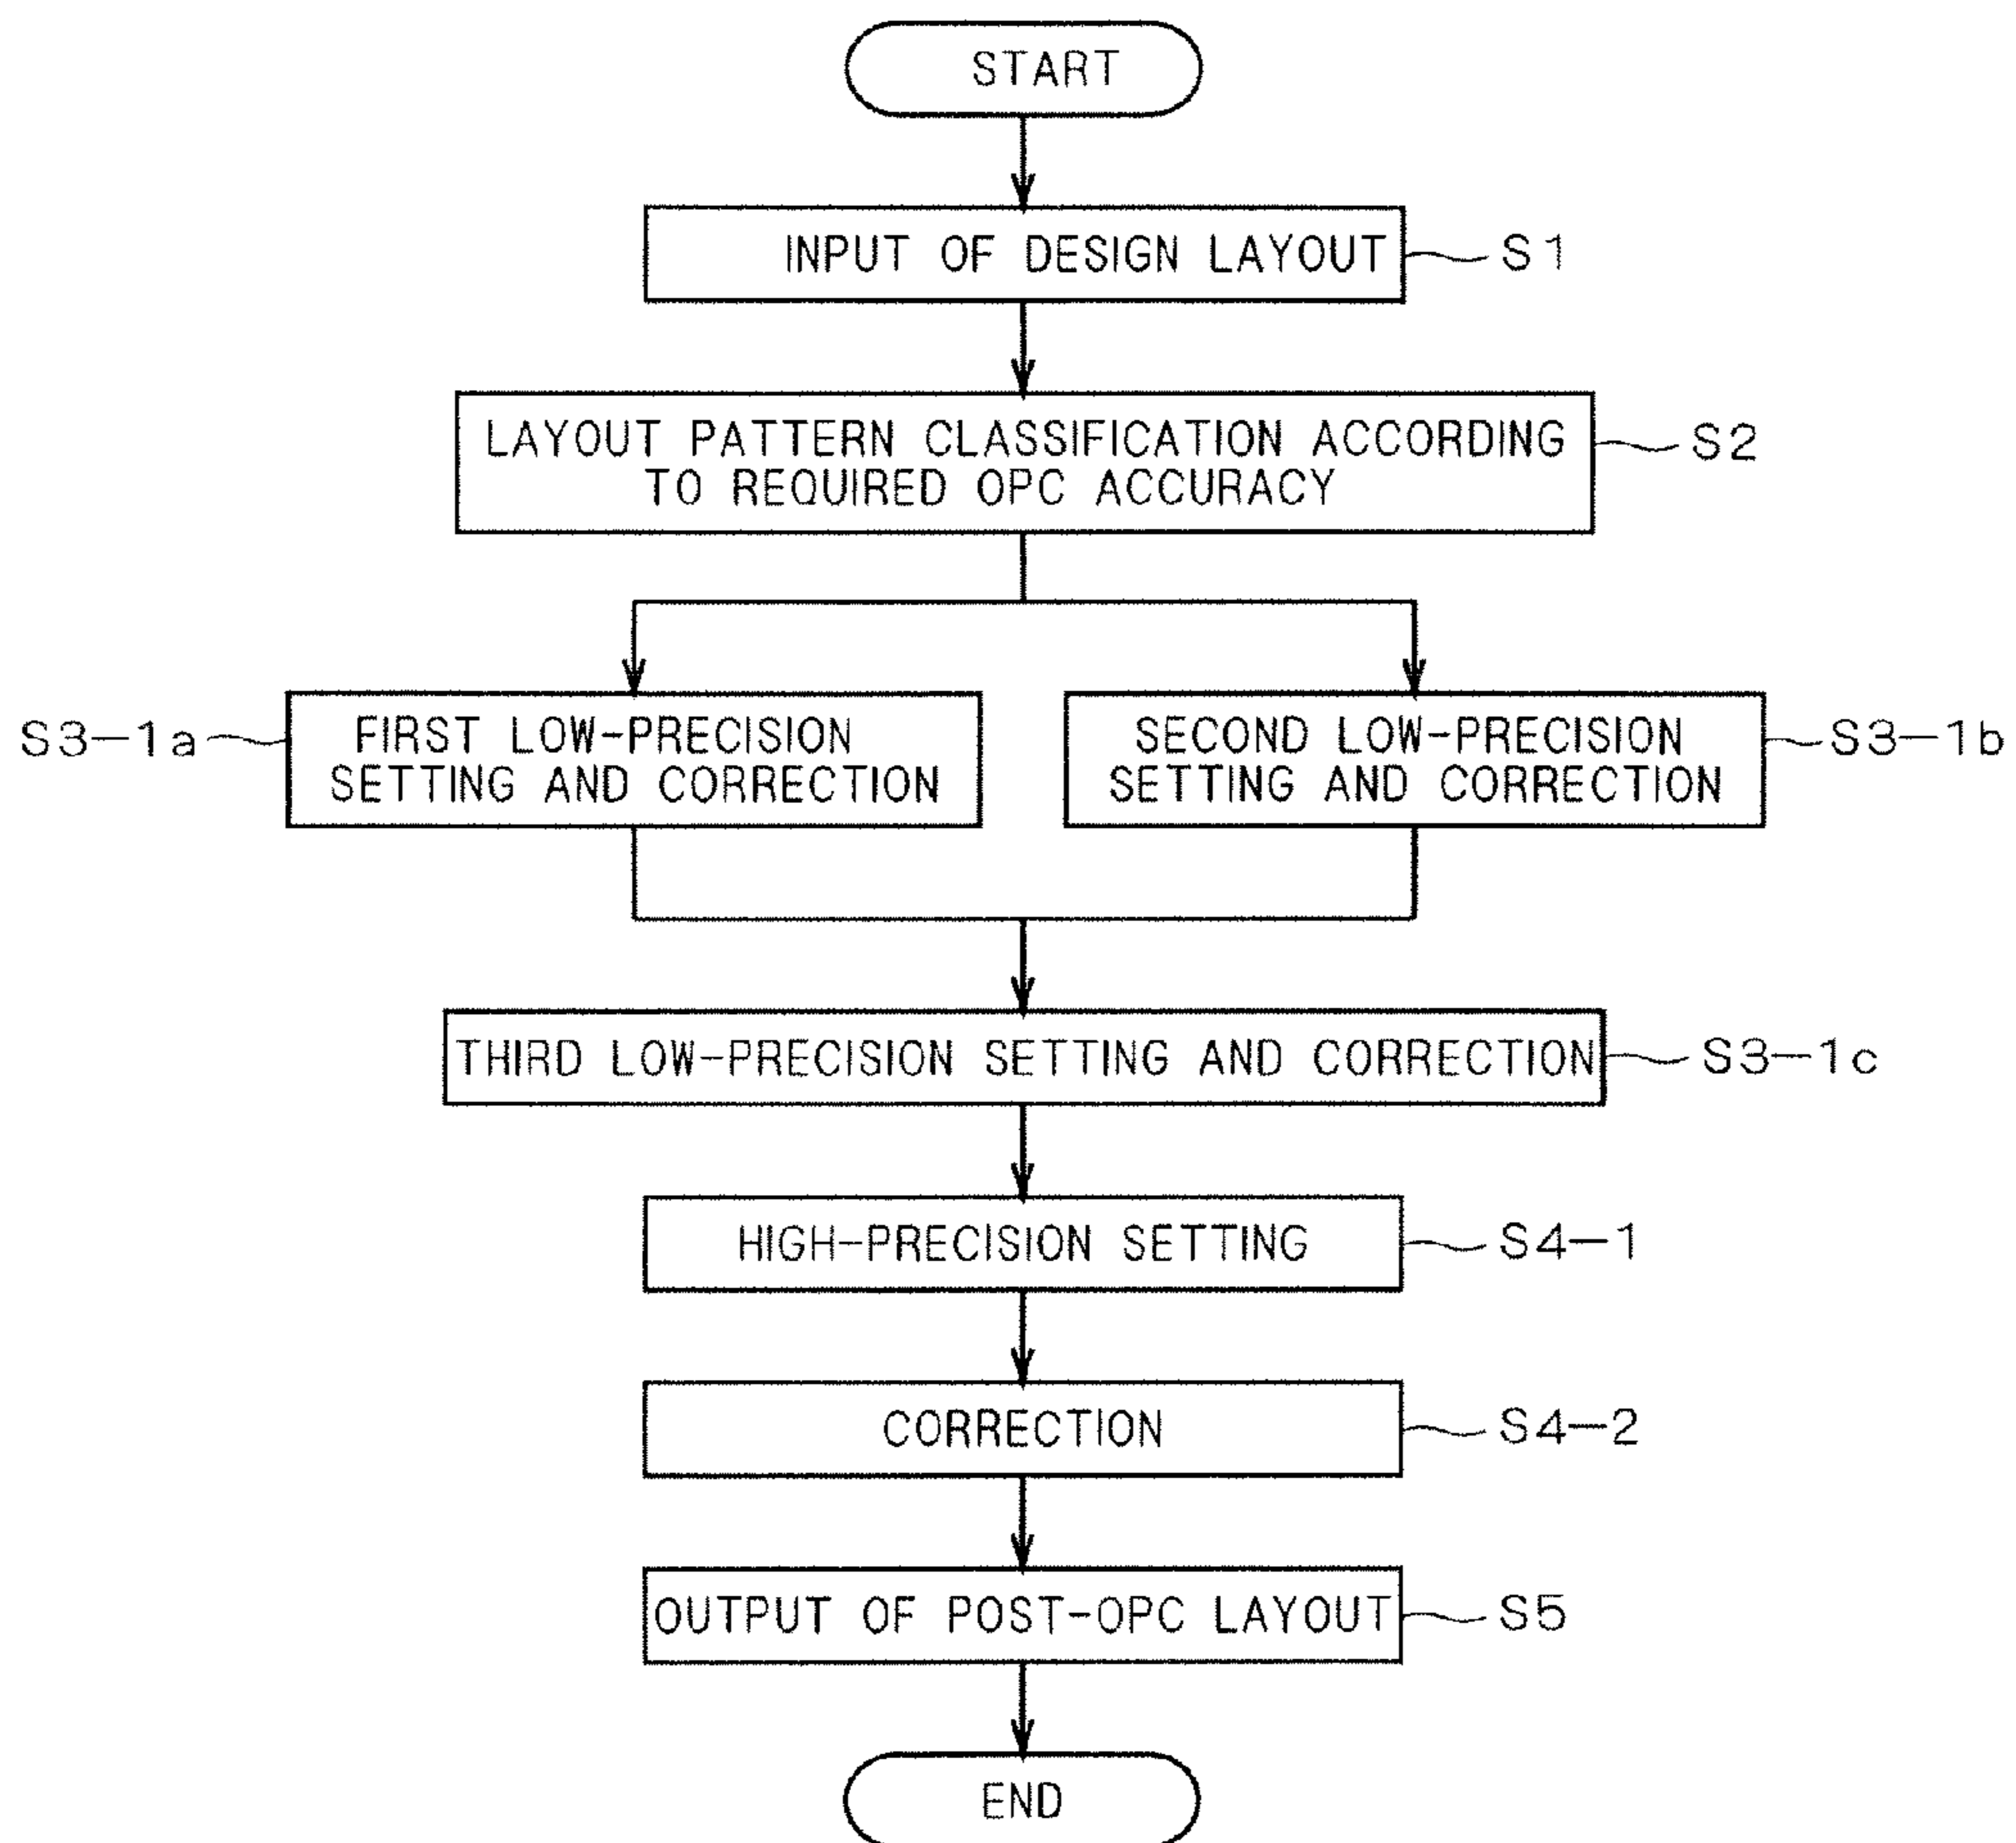 START
INPUT OF DESIGN LAYOUT
S1
LAYOUT PATTERN CLASSIFICATION ACCORDING
TO REQUIRED OPC ACCURACY
S2
S3-1a
FIRST LOW-PRECISION
SETTING AND CORRECTION
SECOND LOW-PRECISION
SETTING AND CORRECTION
S3-1b
THIRD LOW-PRECISION SETTING AND CORRECTION
S3-1c
HIGH-PRECISION SETTING
S4-1
CORRECTION
S4-2
OUTPUT OF POST-OPC LAYOUT
S5
END